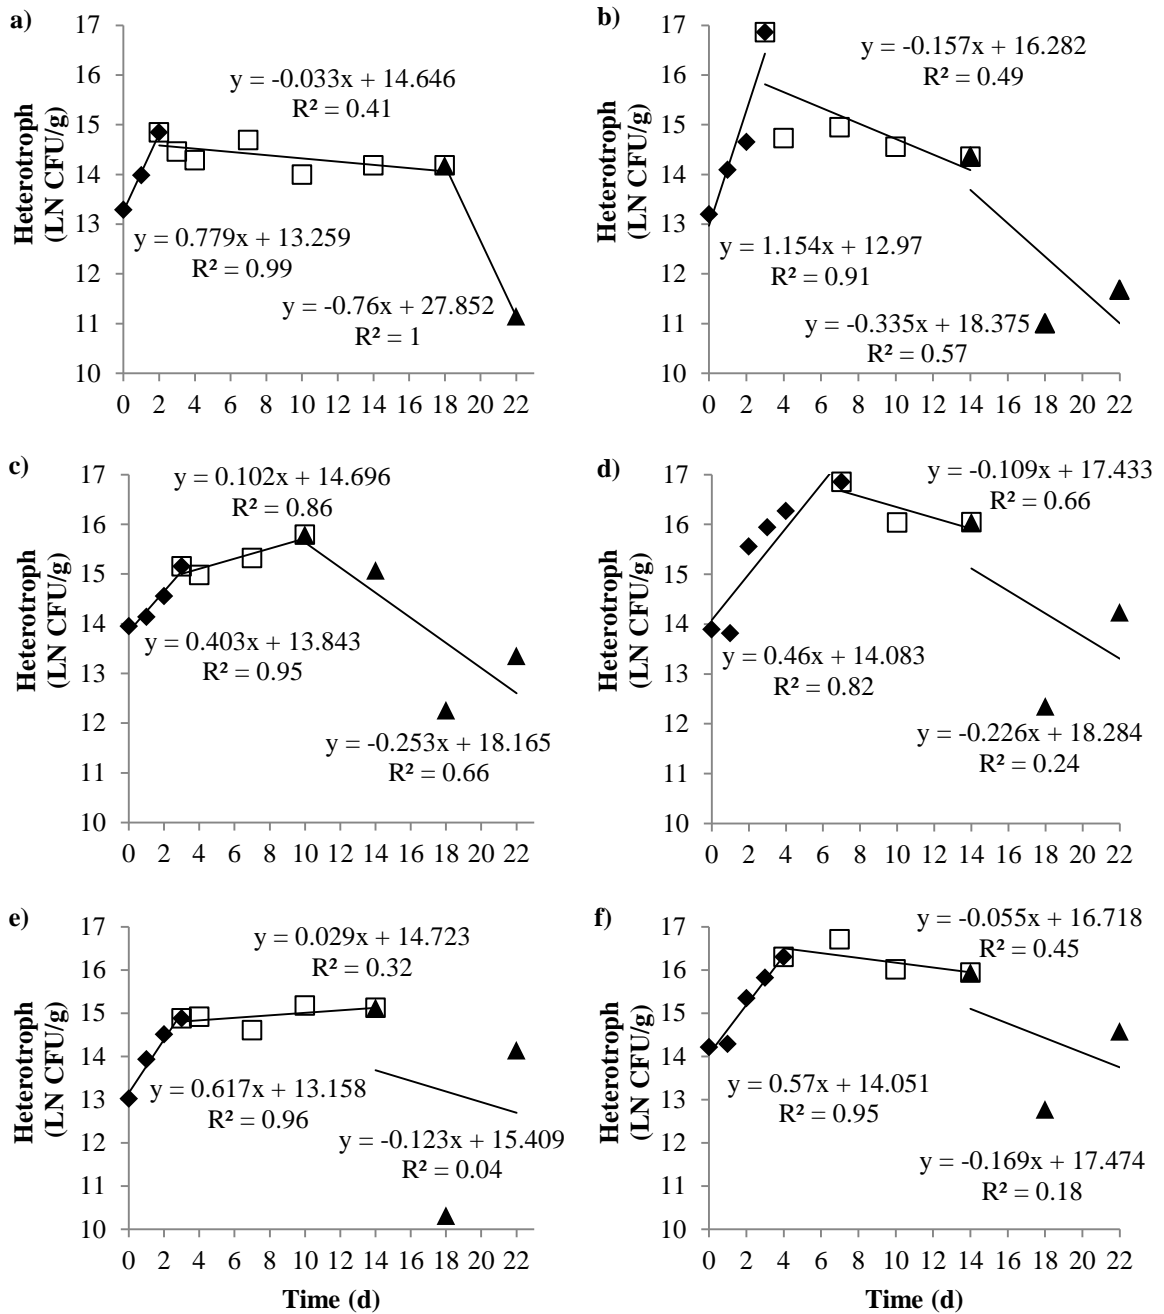 a)
17
16
15
14
13
12
11
10
Heterotroph
(LN CFU/g)
y = -0.033x + 14.646
R² = 0.41
y = 0.779x + 13.259
R² = 0.99
y = -0.76x + 27.852
R² = 1
0 2 4 6 8 10 12 14 16 18 20 22
b)
17
16
15
14
13
12
11
10
Heterotroph
(LN CFU/g)
y = -0.157x + 16.282
R² = 0.49
y = 1.154x + 12.97
R² = 0.91
y = -0.335x + 18.375
R² = 0.57
0 2 4 6 8 10 12 14 16 18 20 22
c)
17
16
15
14
13
12
11
10
Heterotroph
(LN CFU/g)
y = 0.102x + 14.696
R² = 0.86
y = 0.403x + 13.843
R² = 0.95
y = -0.253x + 18.165
R² = 0.66
0 2 4 6 8 10 12 14 16 18 20 22
d)
17
16
15
14
13
12
11
10
Heterotroph
(LN CFU/g)
y = -0.109x + 17.433
R² = 0.66
y = 0.46x + 14.083
R² = 0.82
y = -0.226x + 18.284
R² = 0.24
0 2 4 6 8 10 12 14 16 18 20 22
e)
17
16
15
14
13
12
11
10
Heterotroph
(LN CFU/g)
y = 0.029x + 14.723
R² = 0.32
y = 0.617x + 13.158
R² = 0.96
y = -0.123x + 15.409
R² = 0.04
0 2 4 6 8 10 12 14 16 18 20 22
Time (d)
f)
17
16
15
14
13
12
11
10
Heterotroph
(LN CFU/g)
y = -0.055x + 16.718
R² = 0.45
y = 0.57x + 14.051
R² = 0.95
y = -0.169x + 17.474
R² = 0.18
0 2 4 6 8 10 12 14 16 18 20 22
Time (d)